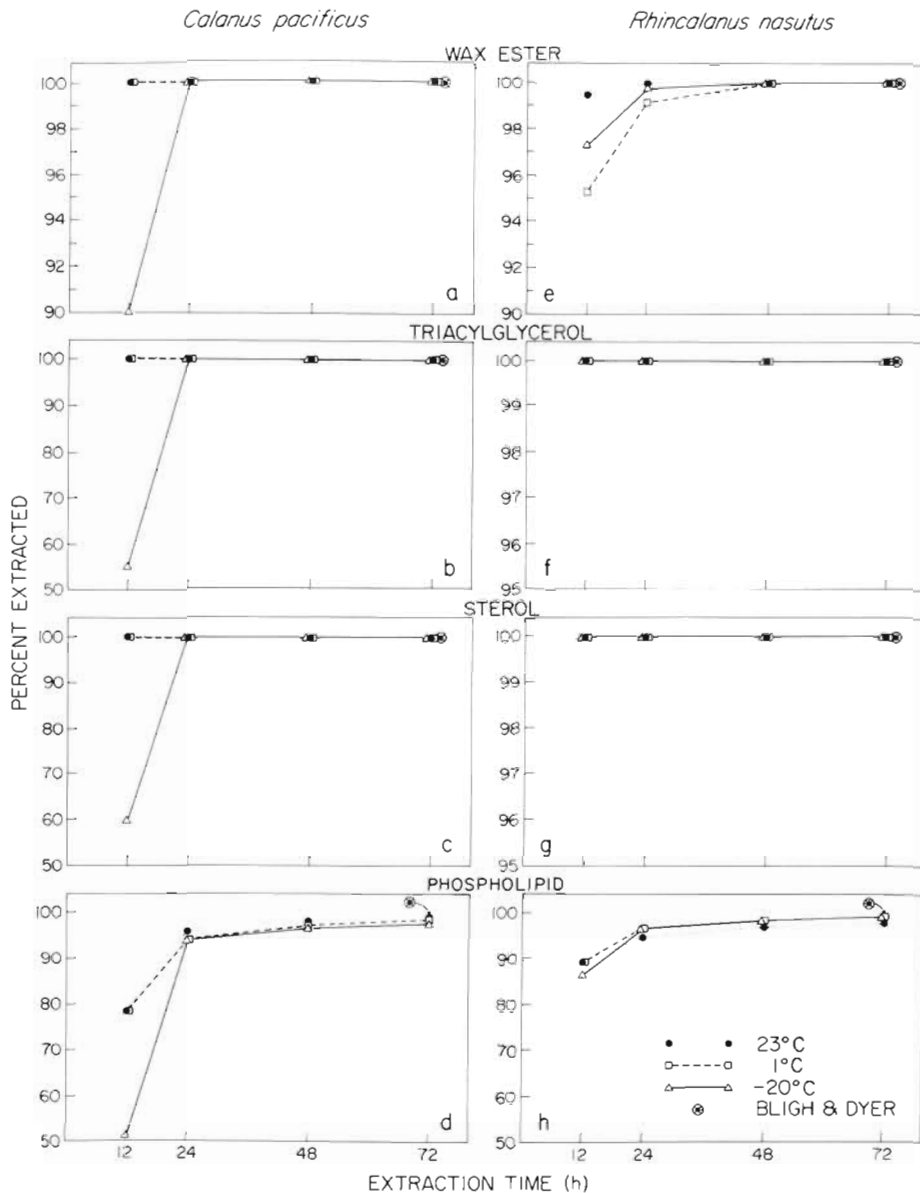 Calanus pacificus
Rhincalanus nasutus
WAX ESTER
100
98
96
94
92
90
a
100
98
96
94
92
90
e
TRIACYLGLYCEROL
100
90
80
70
60
50
b
100
99
98
97
96
95
f
STEROL
100
90
80
70
60
50
c
100
99
98
97
96
95
g
PHOSPHOLIPID
100
90
80
70
60
50
d
100
90
80
70
60
50
h
23°C
1°C
-20°C
BLIGH & DYER
12 24 48 72
12 24 48 72
PERCENT EXTRACTED
EXTRACTION TIME (h)